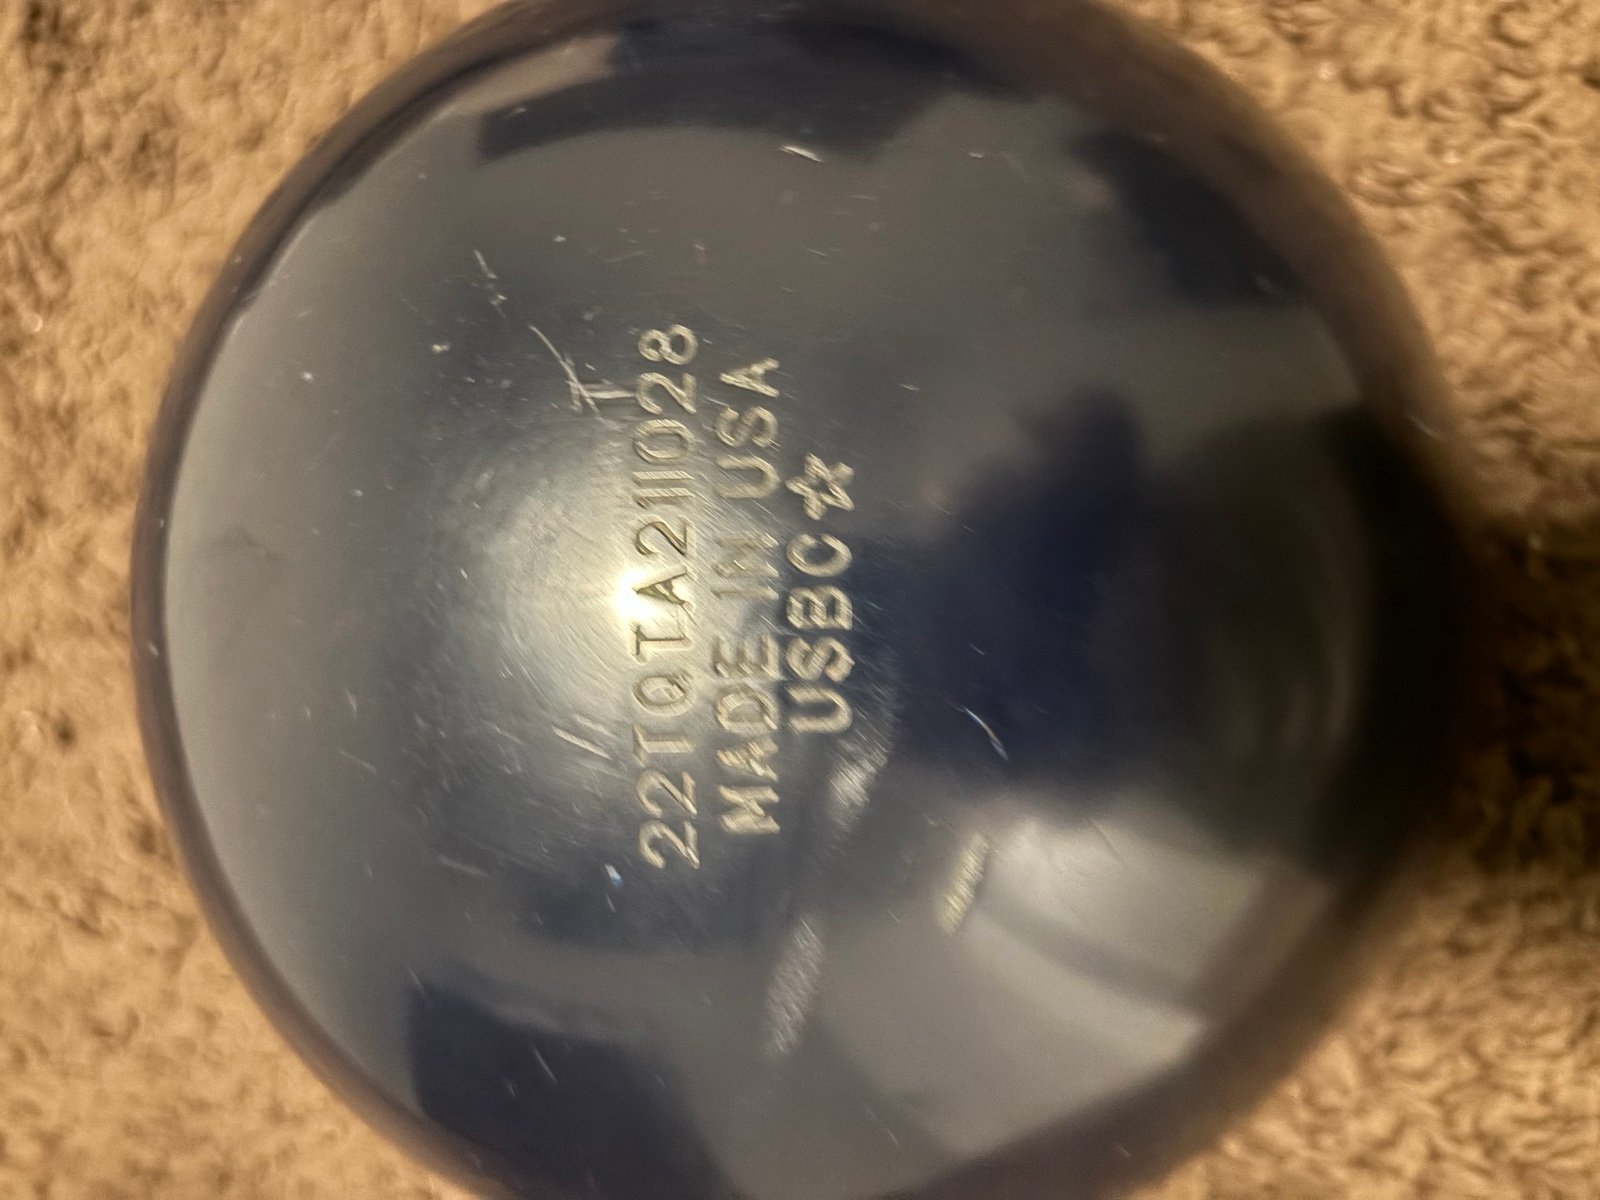 T
22TQTA211028
MADE IN USA
USBC☆